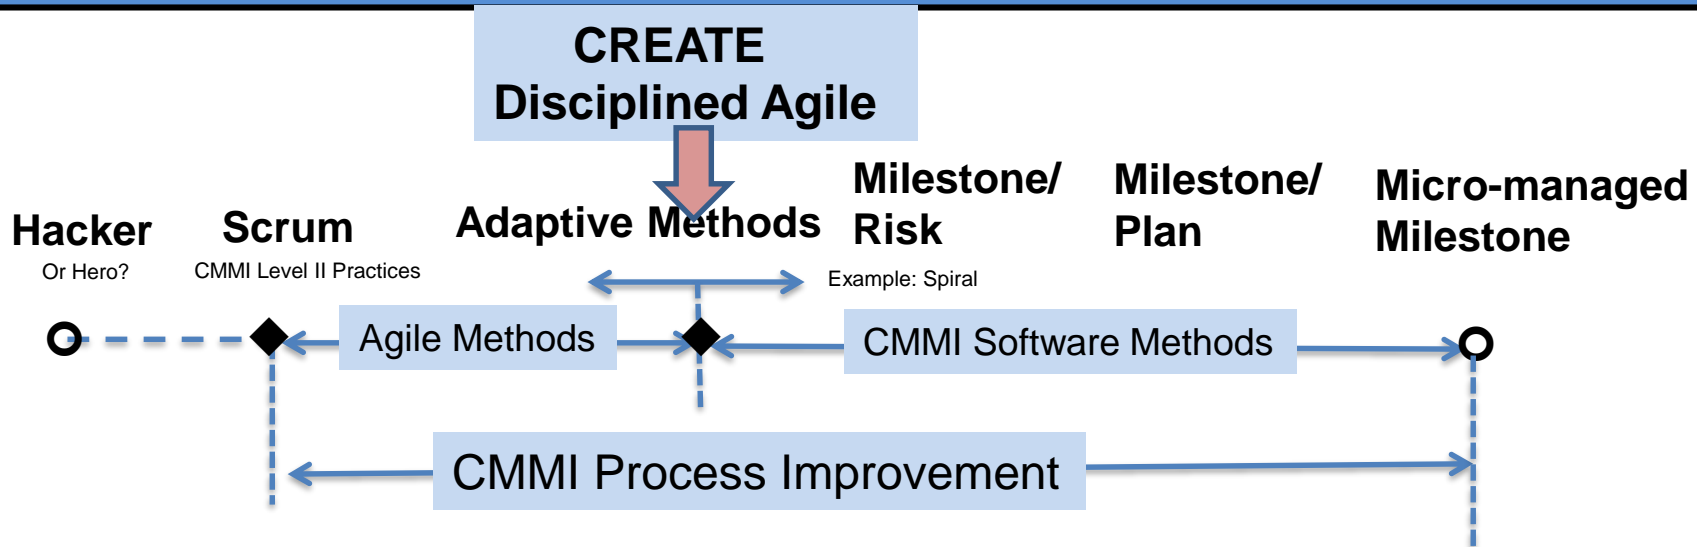 CREATE
Disciplined Agile
Hacker
Or Hero?
Scrum
CMMI Level II Practices
Adaptive Methods
Milestone/
Risk
Example: Spiral
Milestone/
Plan
Micro-managed
Milestone
Agile Methods
CMMI Software Methods
CMMI Process Improvement